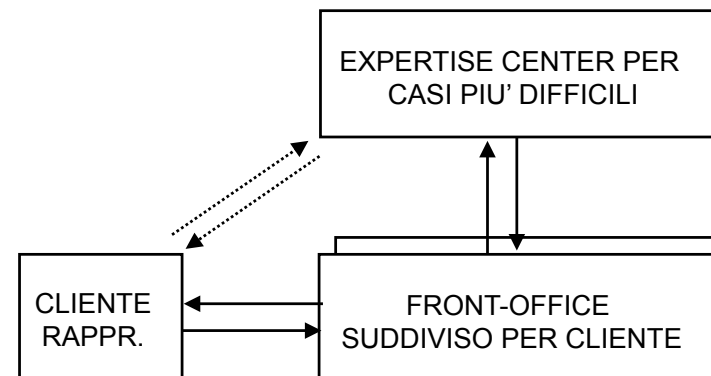 EXPERTISE CENTER PER
CASI PIU' DIFFICILI
CLIENTE
RAPPR.
FRONT-OFFICE
SUDDIVISO PER CLIENTE